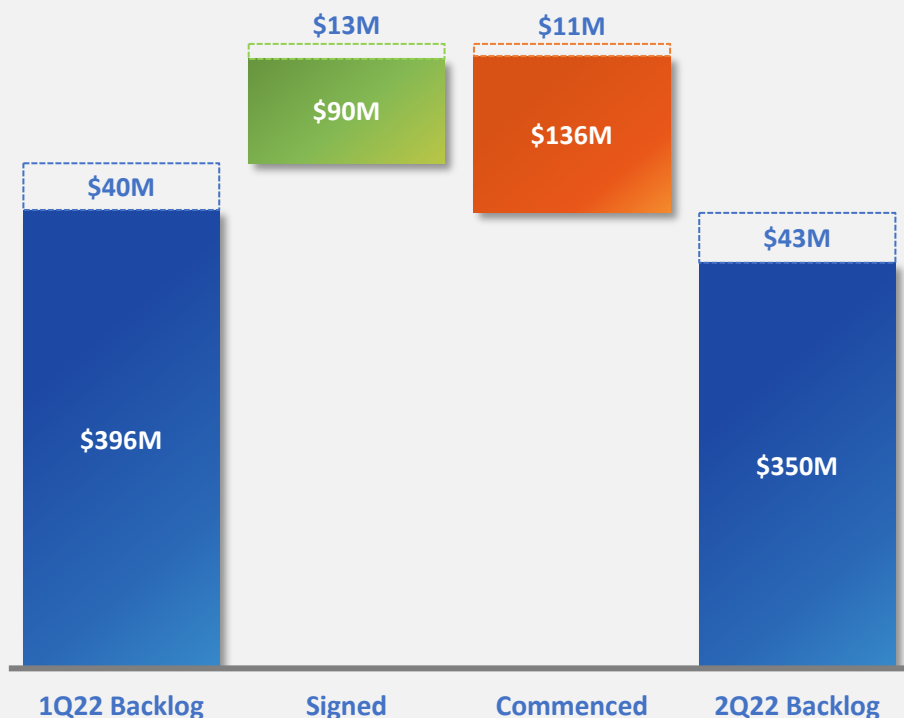 $13M
$11M
$90M
$136M
$40M
$43M
$396M
$350M
1Q22 Backlog
Signed
Commenced
2Q22 Backlog